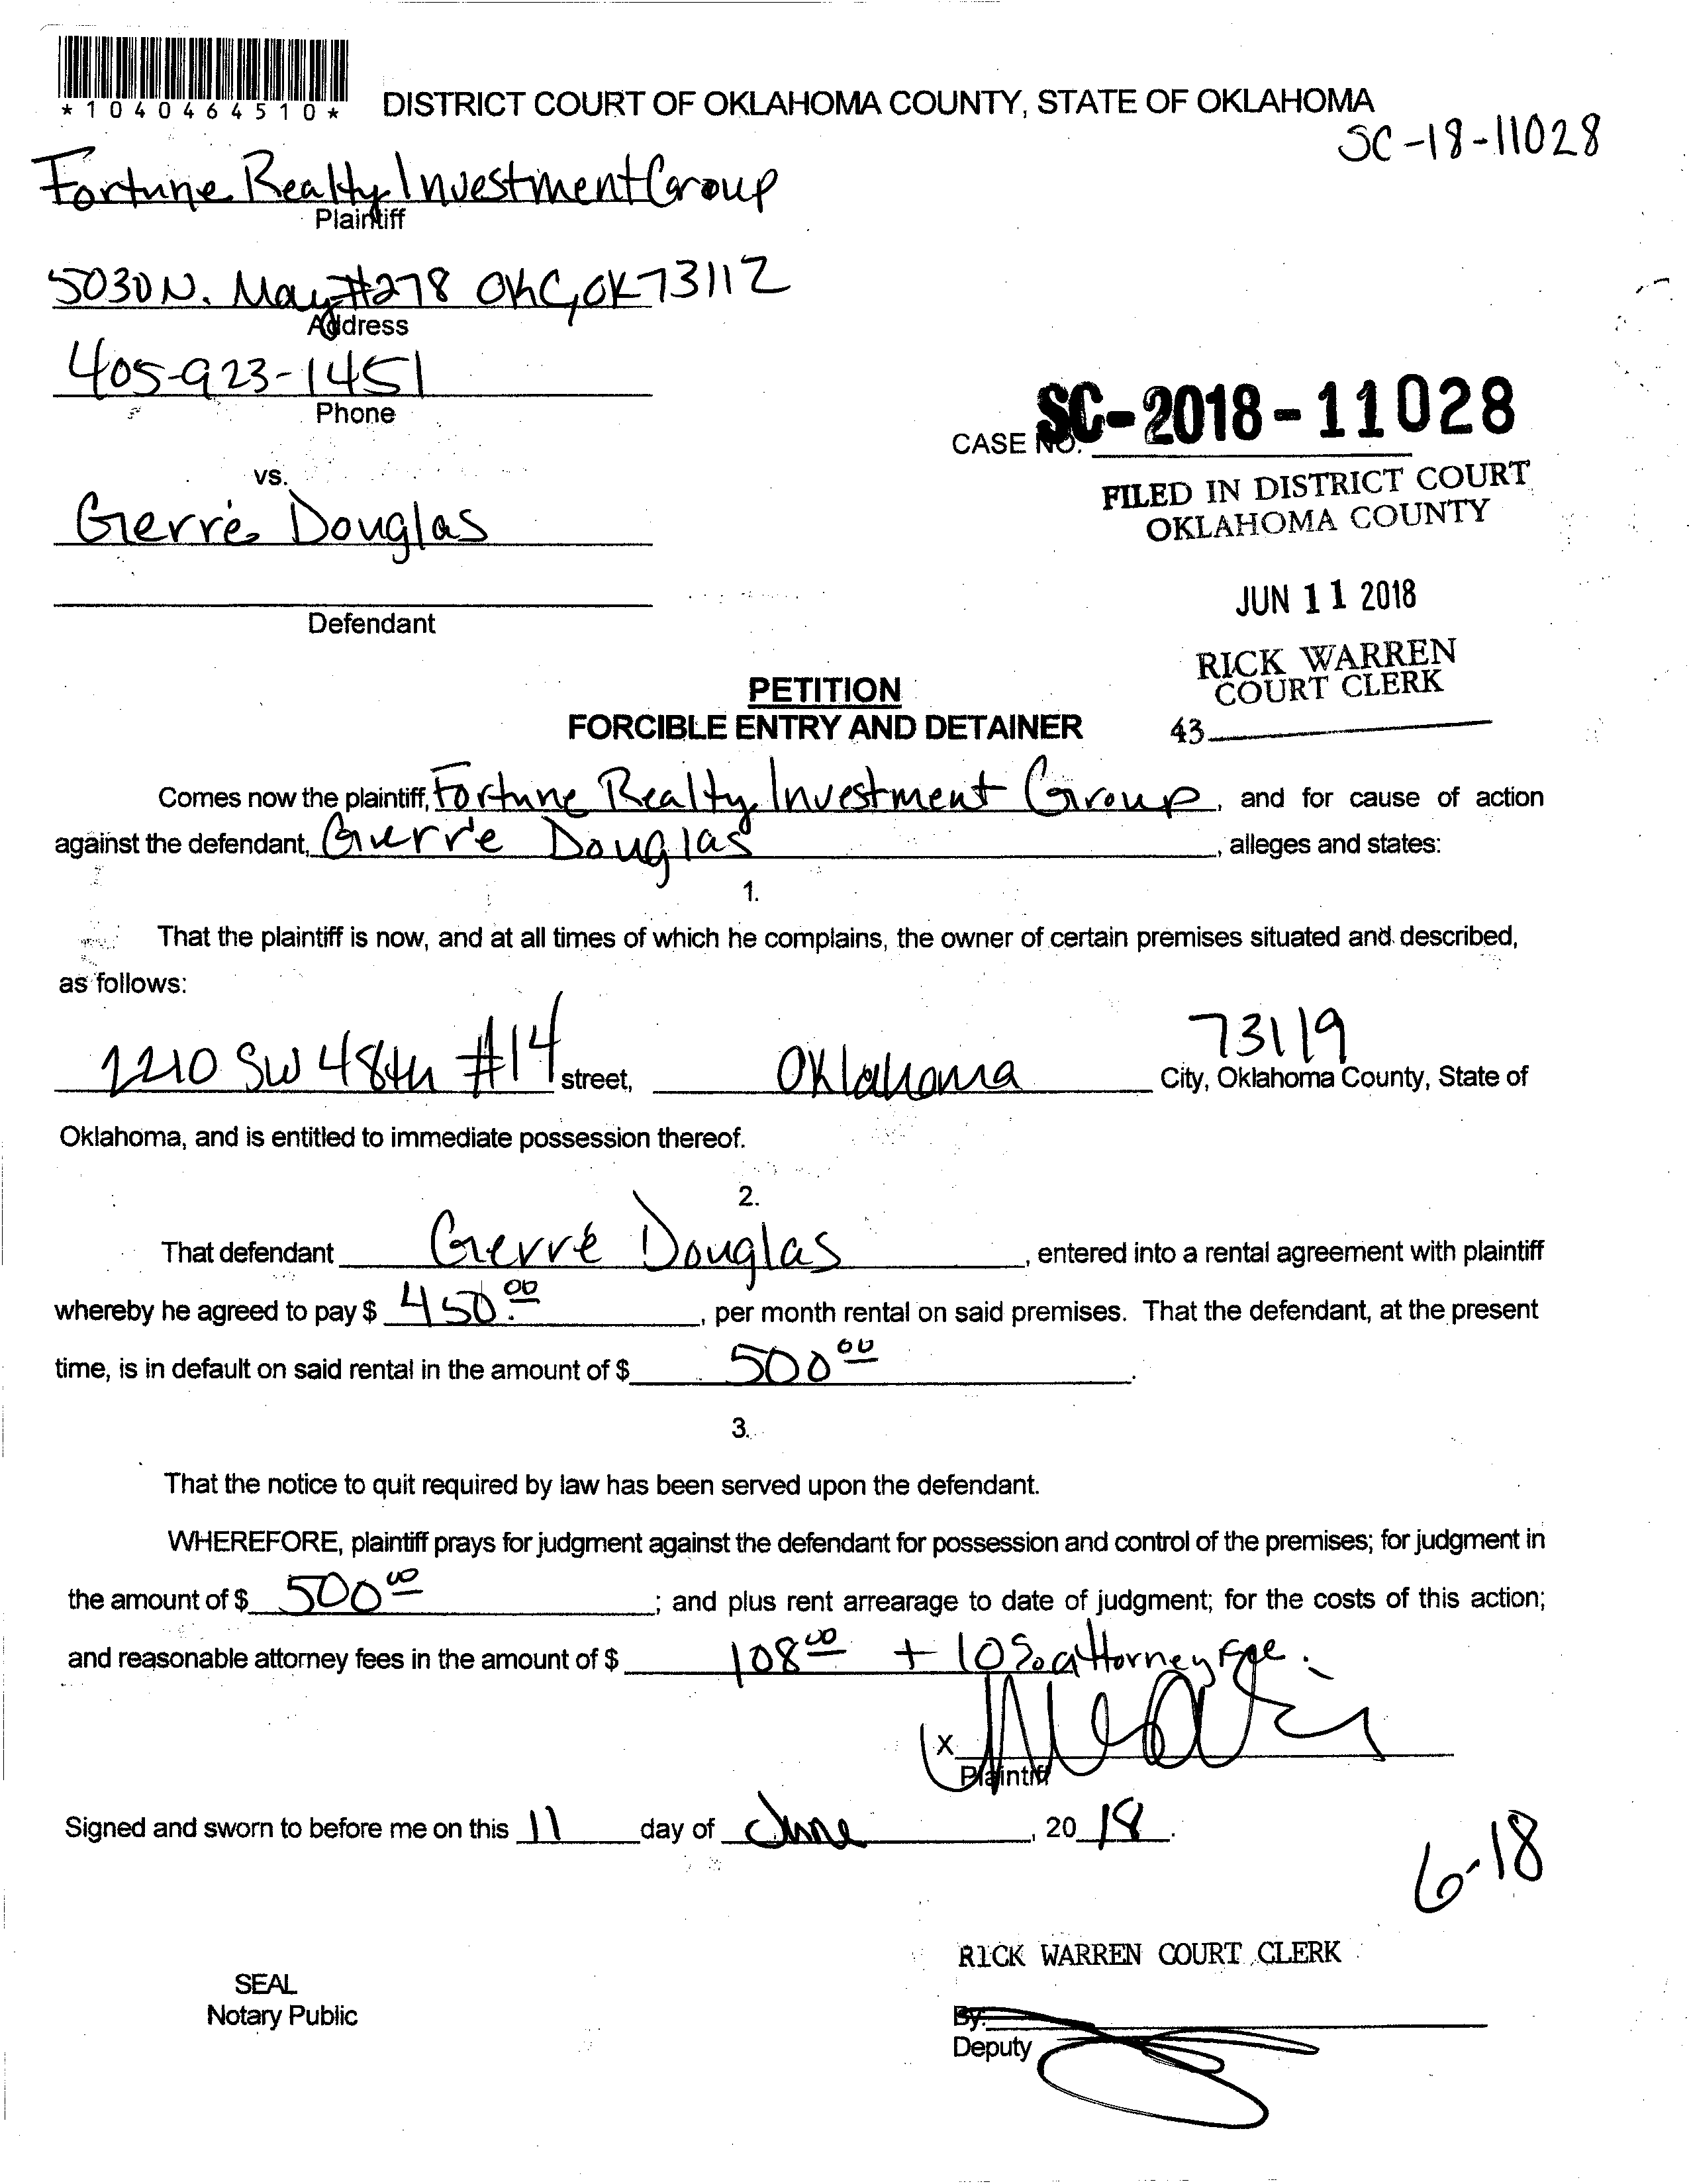 *1040464510*
DISTRICT COURT OF OKLAHOMA COUNTY, STATE OF OKLAHOMA
SC-18-11028
Fortune Realty Investment Group
Plaintiff
5030 N. May #278 OKC, OK 73112
Address
405-923-1451
Phone
CASE NO. SC-2018-11028
vs.
FILED IN DISTRICT COURT
OKLAHOMA COUNTY
Gerre Douglas
JUN 11 2018
Defendant
RICK WARREN
COURT CLERK
43
PETITION
FORCIBLE ENTRY AND DETAINER
Comes now the plaintiff, Fortune Realty Investment Group, and for cause of action
against the defendant, Gerr'e Douglas, alleges and states:
1.
That the plaintiff is now, and at all times of which he complains, the owner of certain premises situated and described,
as follows:
73119
2210 SW 48th #14 street, Oklahoma City, Oklahoma County, State of
Oklahoma, and is entitled to immediate possession thereof.
2.
That defendant Gerré Douglas, entered into a rental agreement with plaintiff
whereby he agreed to pay $ 450.00, per month rental on said premises. That the defendant, at the present
time, is in default on said rental in the amount of $ 500 00.
3.
That the notice to quit required by law has been served upon the defendant.
WHEREFORE, plaintiff prays for judgment against the defendant for possession and control of the premises; for judgment in
the amount of $ 500 00; and plus rent arrearage to date of judgment; for the costs of this action;
and reasonable attorney fees in the amount of $ 108 00 + 10% attorney Fee.
X
Plaintiff
Signed and sworn to before me on this 11 day of June, 20 18.
6-18
RICK WARREN COURT CLERK
SEAL
Notary Public
By:
Deputy